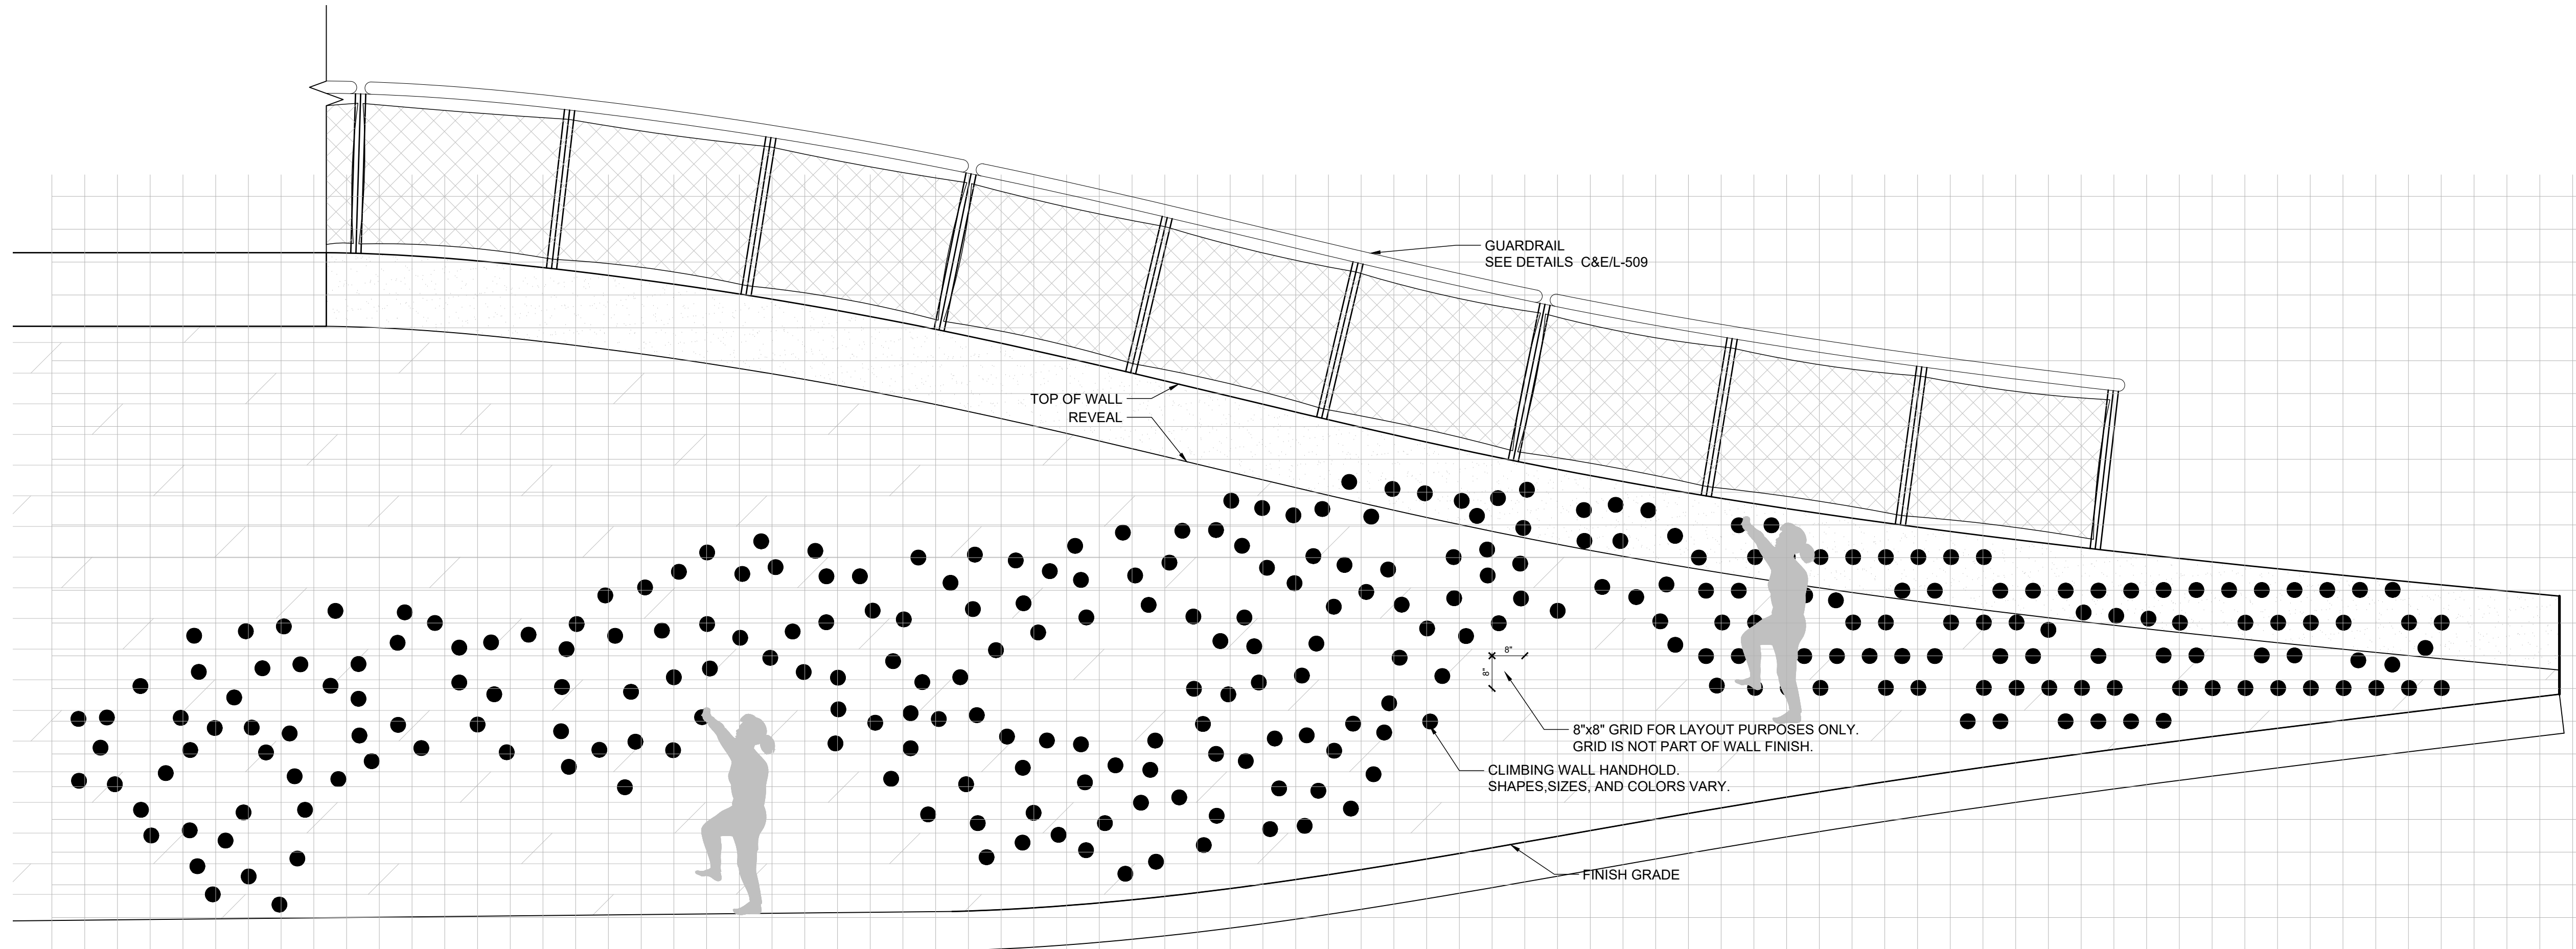 GUARDRAIL
SEE DETAILS C&E/L-509
TOP OF WALL
REVEAL
8"
8"
8"x8" GRID FOR LAYOUT PURPOSES ONLY.
GRID IS NOT PART OF WALL FINISH.
CLIMBING WALL HANDHOLD.
SHAPES,SIZES, AND COLORS VARY.
FINISH GRADE